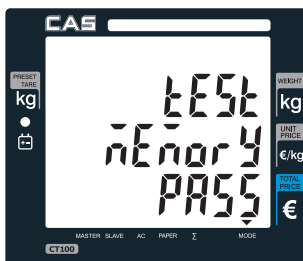 CAS
PRESET
TARE
kg
WEIGHT
kg
UNIT
PRICE
€/kg
TOTAL
PRICE
€
tESt
mEmorY
PASS
MASTER SLAVE AC PAPER Σ MODE
CT100